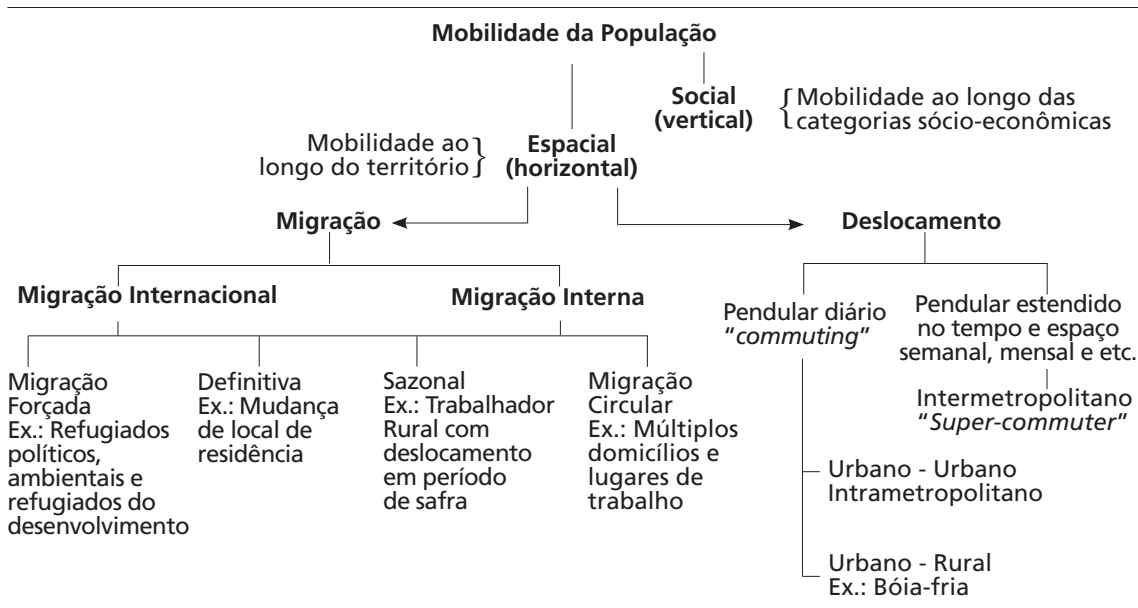 Mobilidade da População
Social
(vertical)
{Mobilidade ao longo das
categorias sócio-econômicas
Mobilidade ao
longo do território}
Espacial
(horizontal)
Migração
Deslocamento
Migração Internacional
Migração Interna
Migração
Forçada
Ex.: Refugiados
políticos,
ambientais e
refugiados do
desenvolvimento
Definitiva
Ex.: Mudança
de local de
residência
Sazonal
Ex.: Trabalhador
Rural com
deslocamento
em período
de safra
Migração
Circular
Ex.: Múltiplos
domicílios e
lugares de
trabalho
Pendular diário
“commuting”
Pendular estendido
no tempo e espaço
semanal, mensal e etc.
Intermetropolitano
“Super-commuter”
Urbano - Urbano
Intrametropolitano
Urbano - Rural
Ex.: Bóia-fria